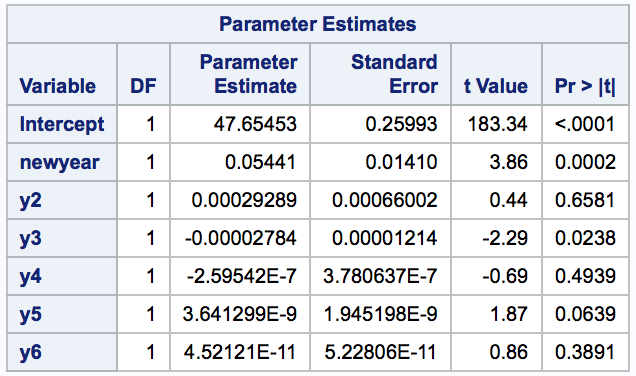 Parameter Estimates
Variable DF Parameter Estimate Standard Error t Value Pr > |t|
Intercept 1 47.65453 0.25993 183.34 <.0001
newyear 1 0.05441 0.01410 3.86 0.0002
y2 1 0.00029289 0.00066002 0.44 0.6581
y3 1 -0.00002784 0.00001214 -2.29 0.0238
y4 1 -2.59542E-7 3.780637E-7 -0.69 0.4939
y5 1 3.641299E-9 1.945198E-9 1.87 0.0639
y6 1 4.52121E-11 5.22806E-11 0.86 0.3891